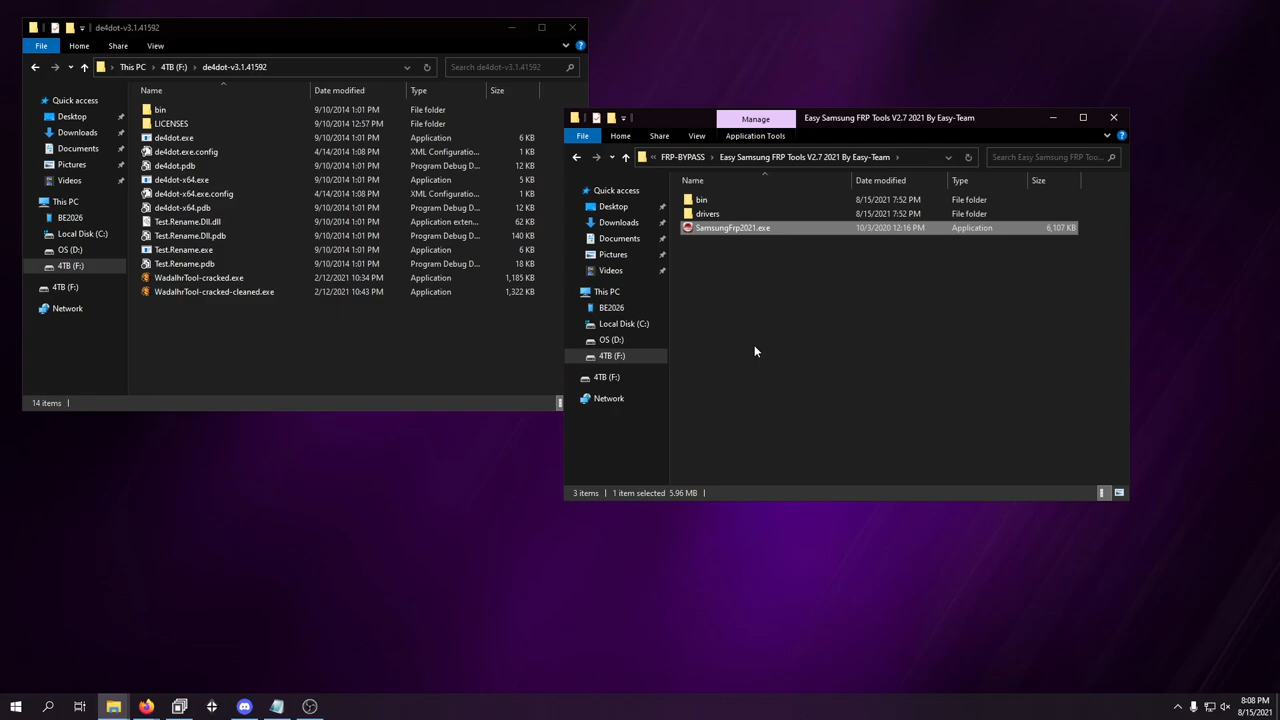 de4dot-v3.1.41592
File Home Share View
This PC 4TB (F:) de4dot-v3.1.41592 Search de4dot-v3.1.41592
Name Date modified Type Size
Quick access
Desktop
Downloads
Documents
Pictures
Videos
This PC
BE2026
Local Disk (C:)
OS (D:)
4TB (F:)
4TB (F:)
Network
bin 9/10/2014 1:01 PM File folder
LICENSES 9/10/2014 12:57 PM File folder
de4dot.exe 9/10/2014 1:01 PM Application 6 KB
de4dot.exe.config 4/14/2014 1:08 PM XML Configuratio... 1 KB
de4dot.pdb 9/10/2014 1:01 PM Program Debug D... 12 KB
de4dot-x64.exe 9/10/2014 1:01 PM Application 5 KB
de4dot-x64.exe.config 4/14/2014 1:08 PM XML Configuratio... 1 KB
de4dot-x64.pdb 9/10/2014 1:01 PM Program Debug D... 12 KB
Test.Rename.Dll.dll 9/10/2014 1:01 PM Application exten... 62 KB
Test.Rename.Dll.pdb 9/10/2014 1:01 PM Program Debug D... 140 KB
Test.Rename.exe 9/10/2014 1:01 PM Application 6 KB
Test.Rename.pdb 9/10/2014 1:01 PM Program Debug D... 18 KB
WadalhrTool-cracked.exe 2/12/2021 10:34 PM Application 1,185 KB
WadalhrTool-cracked-cleaned.exe 2/12/2021 10:43 PM Application 1,322 KB
14 items
Manage Easy Samsung FRP Tools V2.7 2021 By Easy-Team
File Home Share View Application Tools
FRP-BYPASS Easy Samsung FRP Tools V2.7 2021 By Easy-Team Search Easy Samsung FRP Too...
Name Date modified Type Size
Quick access
Desktop
Downloads
Documents
Pictures
Videos
This PC
BE2026
Local Disk (C:)
OS (D:)
4TB (F:)
4TB (F:)
Network
bin 8/15/2021 7:52 PM File folder
drivers 8/15/2021 7:52 PM File folder
SamsungFrp2021.exe 10/3/2020 12:16 PM Application 6,107 KB
3 items 1 item selected 5.96 MB
8:08 PM
8/15/2021